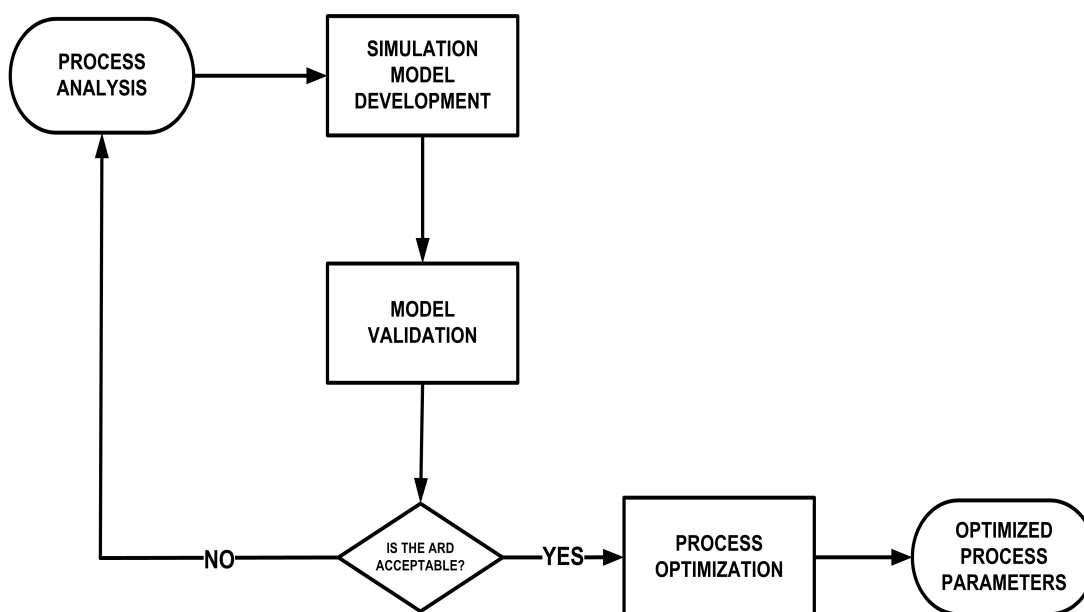 PROCESS
ANALYSIS
SIMULATION
MODEL
DEVELOPMENT
MODEL
VALIDATION
IS THE ARD
ACCEPTABLE?
NO
YES
PROCESS
OPTIMIZATION
OPTIMIZED
PROCESS
PARAMETERS